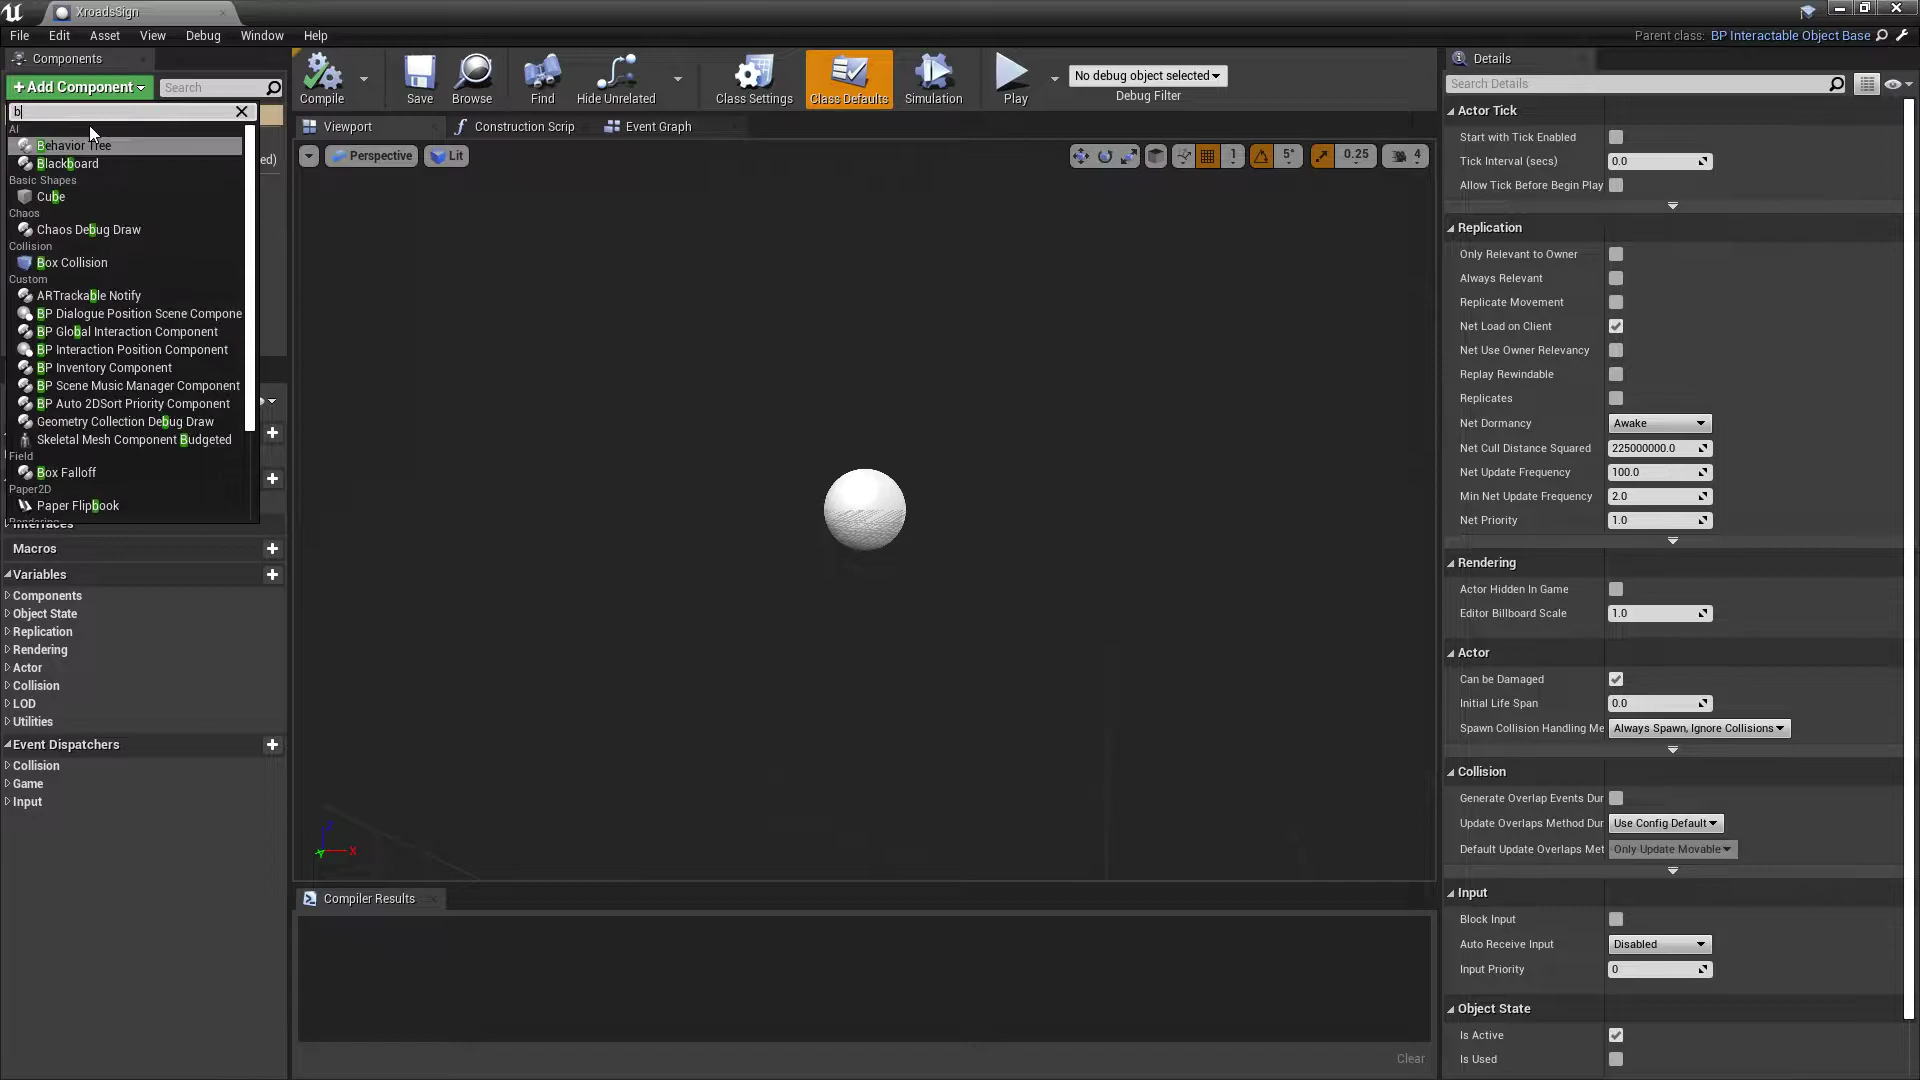 XroadsSign
File Edit Asset View Debug Window Help
Parent class: BP Interactable Object Base
Components
+Add Component
Search
b
AI
Behavior Tree
Blackboard
Basic Shapes
Cube
Chaos
Chaos Debug Draw
Collision
Box Collision
Custom
ARTrackable Notify
BP Dialogue Position Scene Compone
BP Global Interaction Component
BP Interaction Position Component
BP Inventory Component
BP Scene Music Manager Component
BP Auto 2DSort Priority Component
Geometry Collection Debug Draw
Skeletal Mesh Component Budgeted
Field
Box Falloff
Paper2D
Paper Flipbook
ed)
Interfaces
Macros
Variables
Components
Object State
Replication
Rendering
Actor
Collision
LOD
Utilities
Event Dispatchers
Collision
Game
Input
Compile
Save
Browse
Find
Hide Unrelated
Class Settings
Class Defaults
Simulation
Play
No debug object selected
Debug Filter
Viewport
Construction Scrip
Event Graph
Perspective
Lit
1
5°
0.25
4
Z
X
Y
Compiler Results
Clear
Details
Search Details
Actor Tick
Start with Tick Enabled
Tick Interval (secs) 0.0
Allow Tick Before Begin Play
Replication
Only Relevant to Owner
Always Relevant
Replicate Movement
Net Load on Client
Net Use Owner Relevancy
Replay Rewindable
Replicates
Net Dormancy Awake
Net Cull Distance Squared 225000000.0
Net Update Frequency 100.0
Min Net Update Frequency 2.0
Net Priority 1.0
Rendering
Actor Hidden In Game
Editor Billboard Scale 1.0
Actor
Can be Damaged
Initial Life Span 0.0
Spawn Collision Handling Me Always Spawn, Ignore Collisions
Collision
Generate Overlap Events Dur
Update Overlaps Method Dur Use Config Default
Default Update Overlaps Met Only Update Movable
Input
Block Input
Auto Receive Input Disabled
Input Priority 0
Object State
Is Active
Is Used